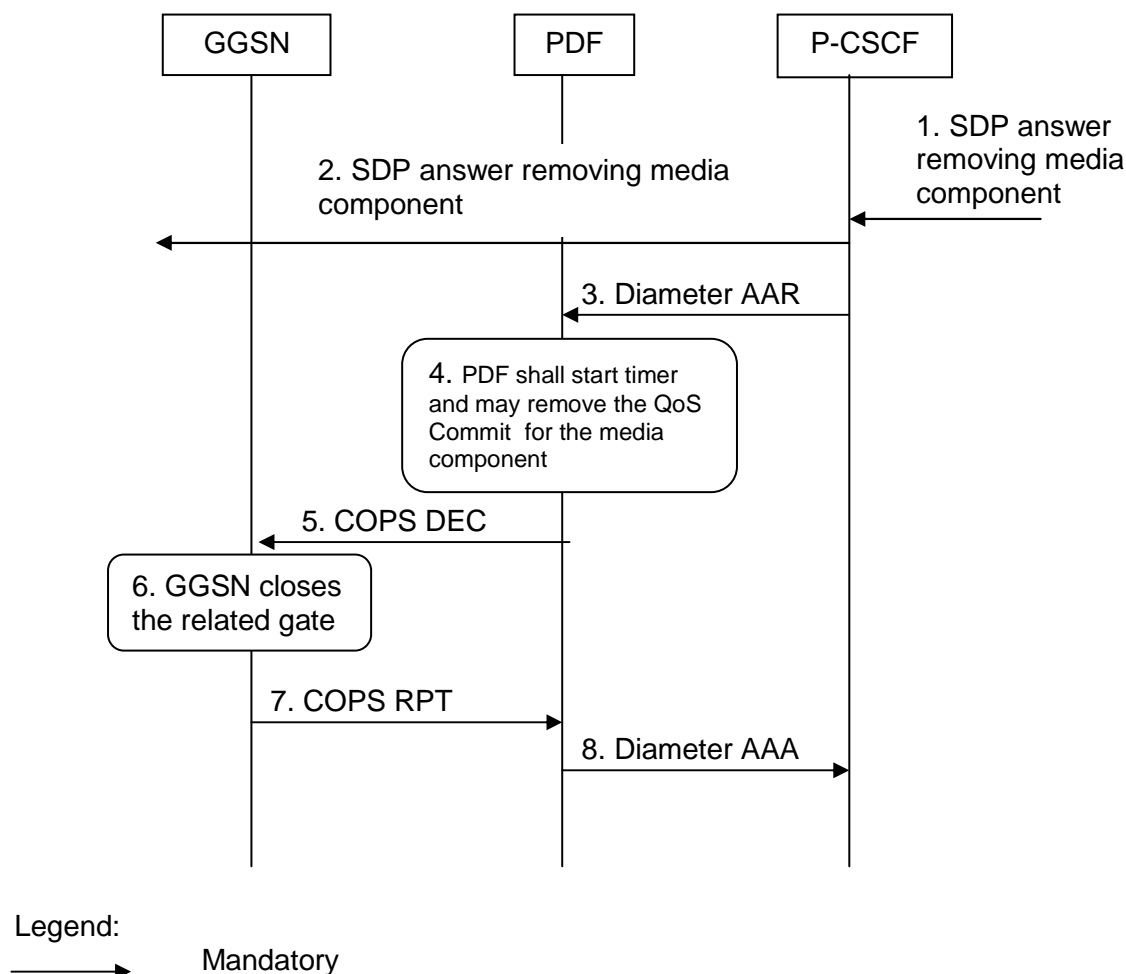 GGSN
PDF
P-CSCF
1. SDP answer
removing media
component
2. SDP answer removing media
component
3. Diameter AAR
4. PDF shall start timer
and may remove the QoS
Commit for the media
component
5. COPS DEC
6. GGSN closes
the related gate
7. COPS RPT
8. Diameter AAA
Legend:
Mandatory